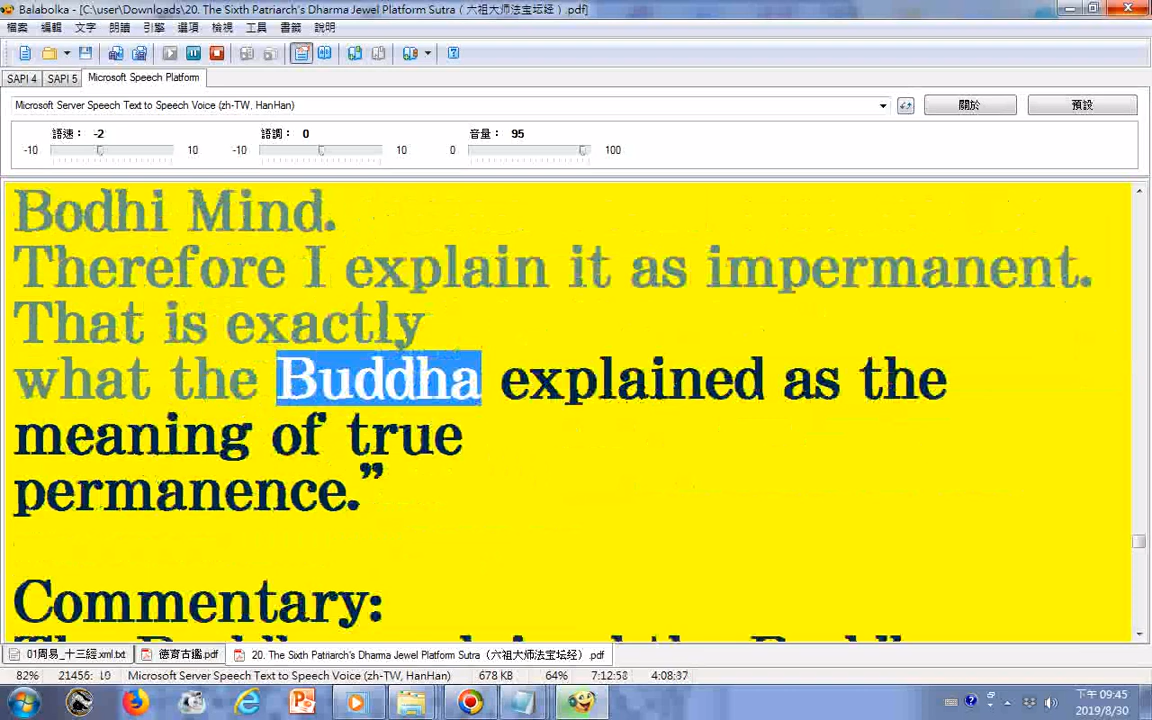 Balabolka - [C:\user\Downloads\20. The Sixth Patriarch's Dharma Jewel Platform Sutra（六祖大师法宝坛经）.pdf]
檔案 編輯 文字 朗讀 引擎 選項 檢視 工具 書籤 說明
SAPI 4 SAPI 5 Microsoft Speech Platform
Microsoft Server Speech Text to Speech Voice (zh-TW, HanHan) 關於 預設
語速： -2 語調： 0 音量： 95
-10 10 -10 10 0 100
Bodhi Mind.
Therefore I explain it as impermanent.
That is exactly
what the Buddha explained as the
meaning of true
permanence.”
Commentary:
01周易_十三經.xml.txt 德育古鑑.pdf 20. The Sixth Patriarch's Dharma Jewel Platform Sutra（六祖大师法宝坛经）.pdf
82% 21455: 10 Microsoft Server Speech Text to Speech Voice (zh-TW, HanHan) 678 KB 64% 7:12:58 4:08:37
下午 09:45
2019/8/30